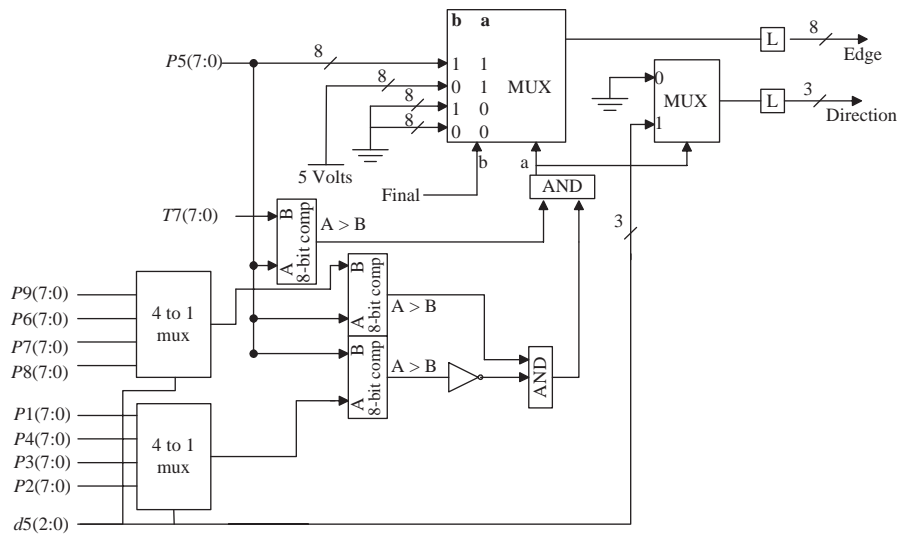 b a
8
P5(7:0)
8
1 1
8
0 1
MUX
8
1 0
8
0 0
b
a
5 Volts
Final
L
8
Edge
0
MUX
1
L
3
Direction
AND
3
T7(7:0)
B
A
8-bit comp
A > B
P9(7:0)
P6(7:0)
P7(7:0)
P8(7:0)
4 to 1
mux
B
A
8-bit comp
A > B
B
A
8-bit comp
A > B
AND
P1(7:0)
P4(7:0)
P3(7:0)
P2(7:0)
4 to 1
mux
d5(2:0)